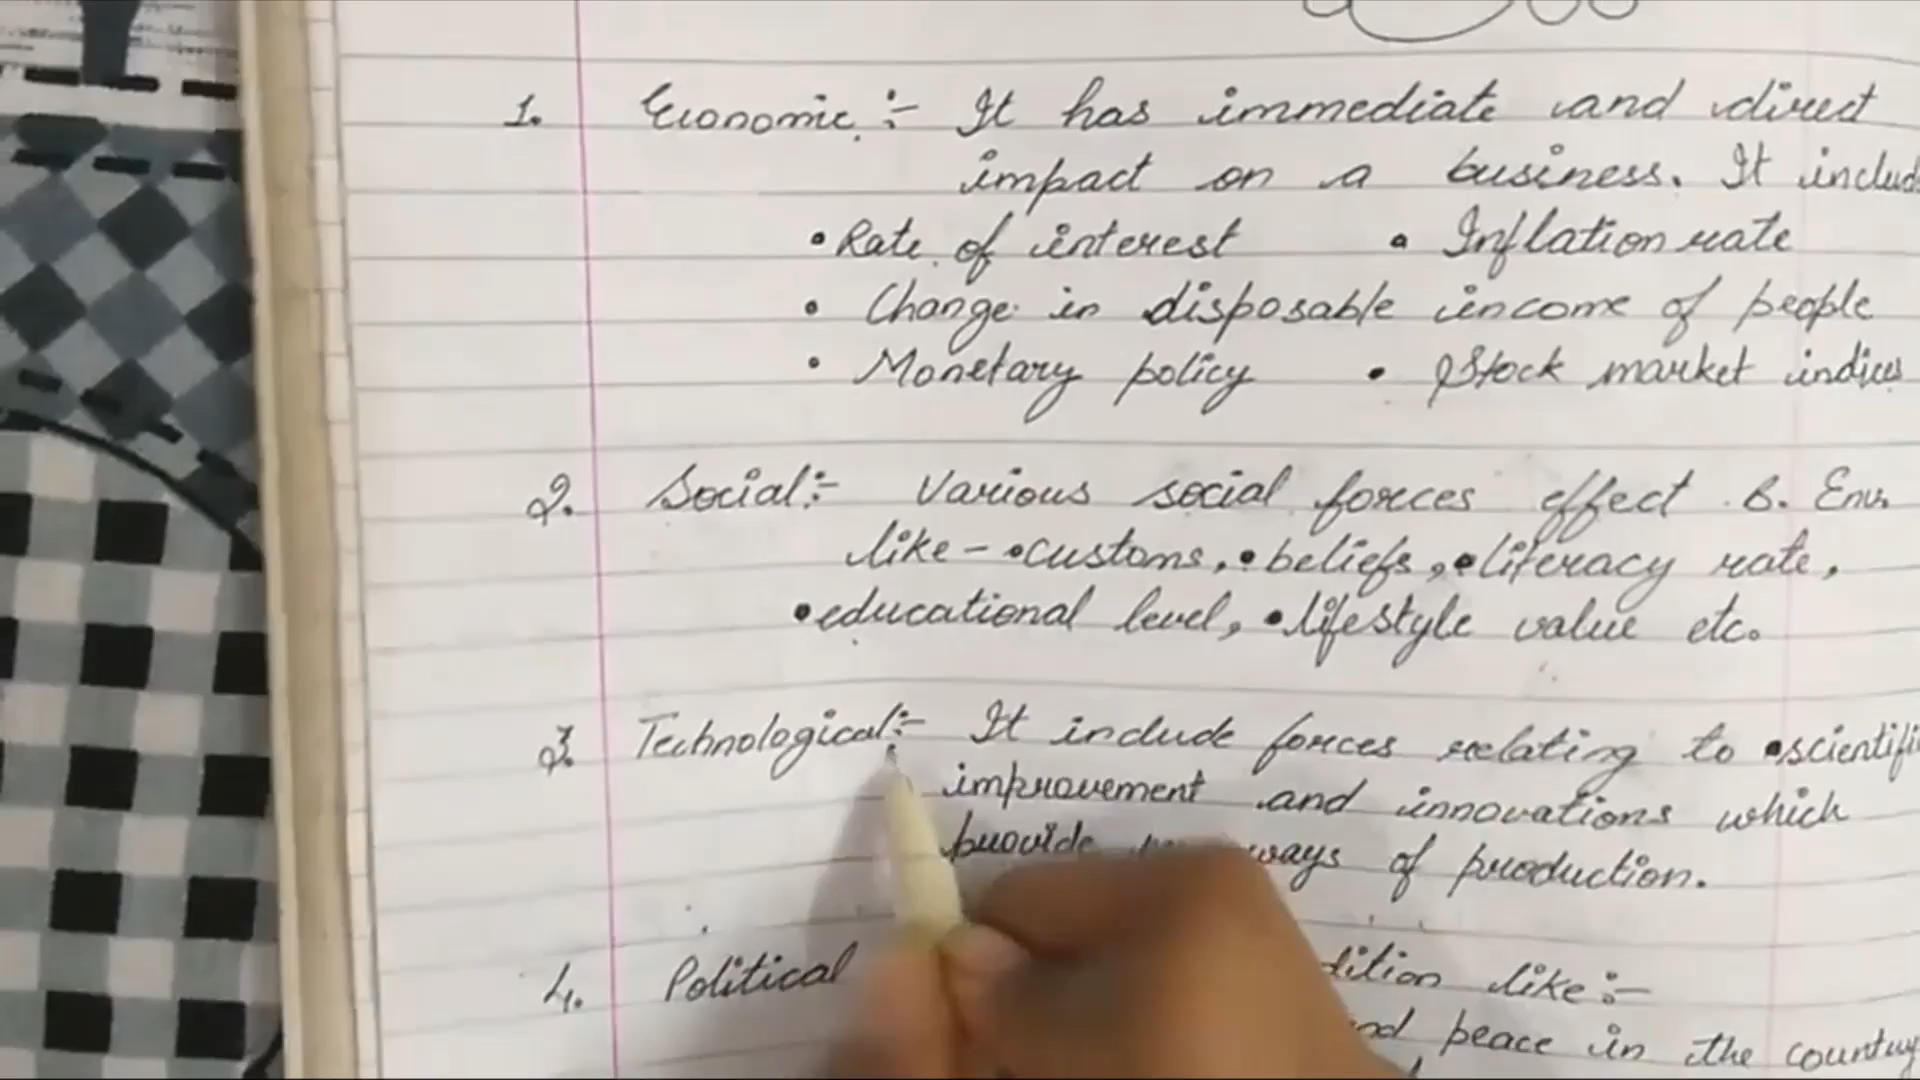 1. Economic :- It has immediate and direct
impact on a business. It includ
• Rate of interest • Inflation rate
• Change in disposable income of people
• Monetary policy • Stock market indices
2. Social :- Various social forces effect B. Env.
like - • customs, • beliefs, • literacy rate,
• educational level, • lifestyle value etc.
3. Technological :- It include forces relating to • scientifi
improvement and innovations which
provide ways of production.
4. Political dition like :-
nd peace in the country